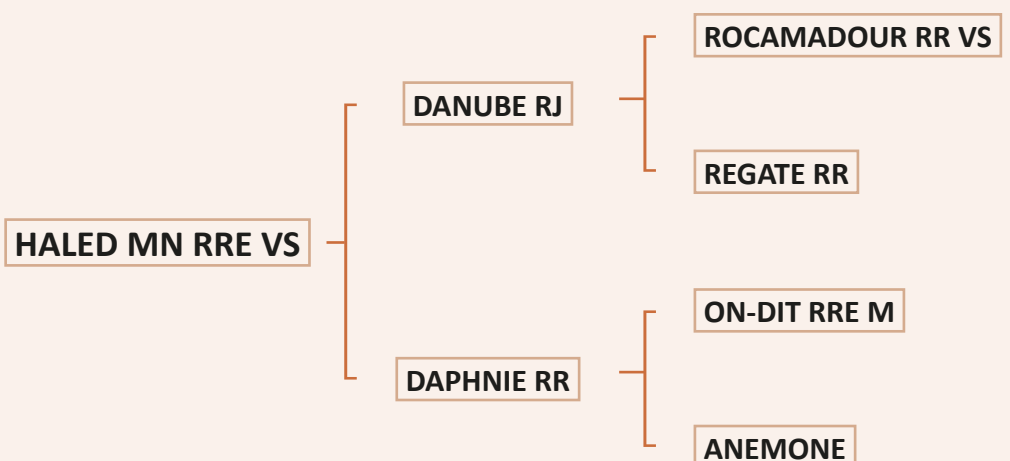 ROCAMADOUR RR VS
DANUBE RJ
REGATE RR
HALED MN RRE VS
ON-DIT RRE M
DAPHNIE RR
ANEMONE